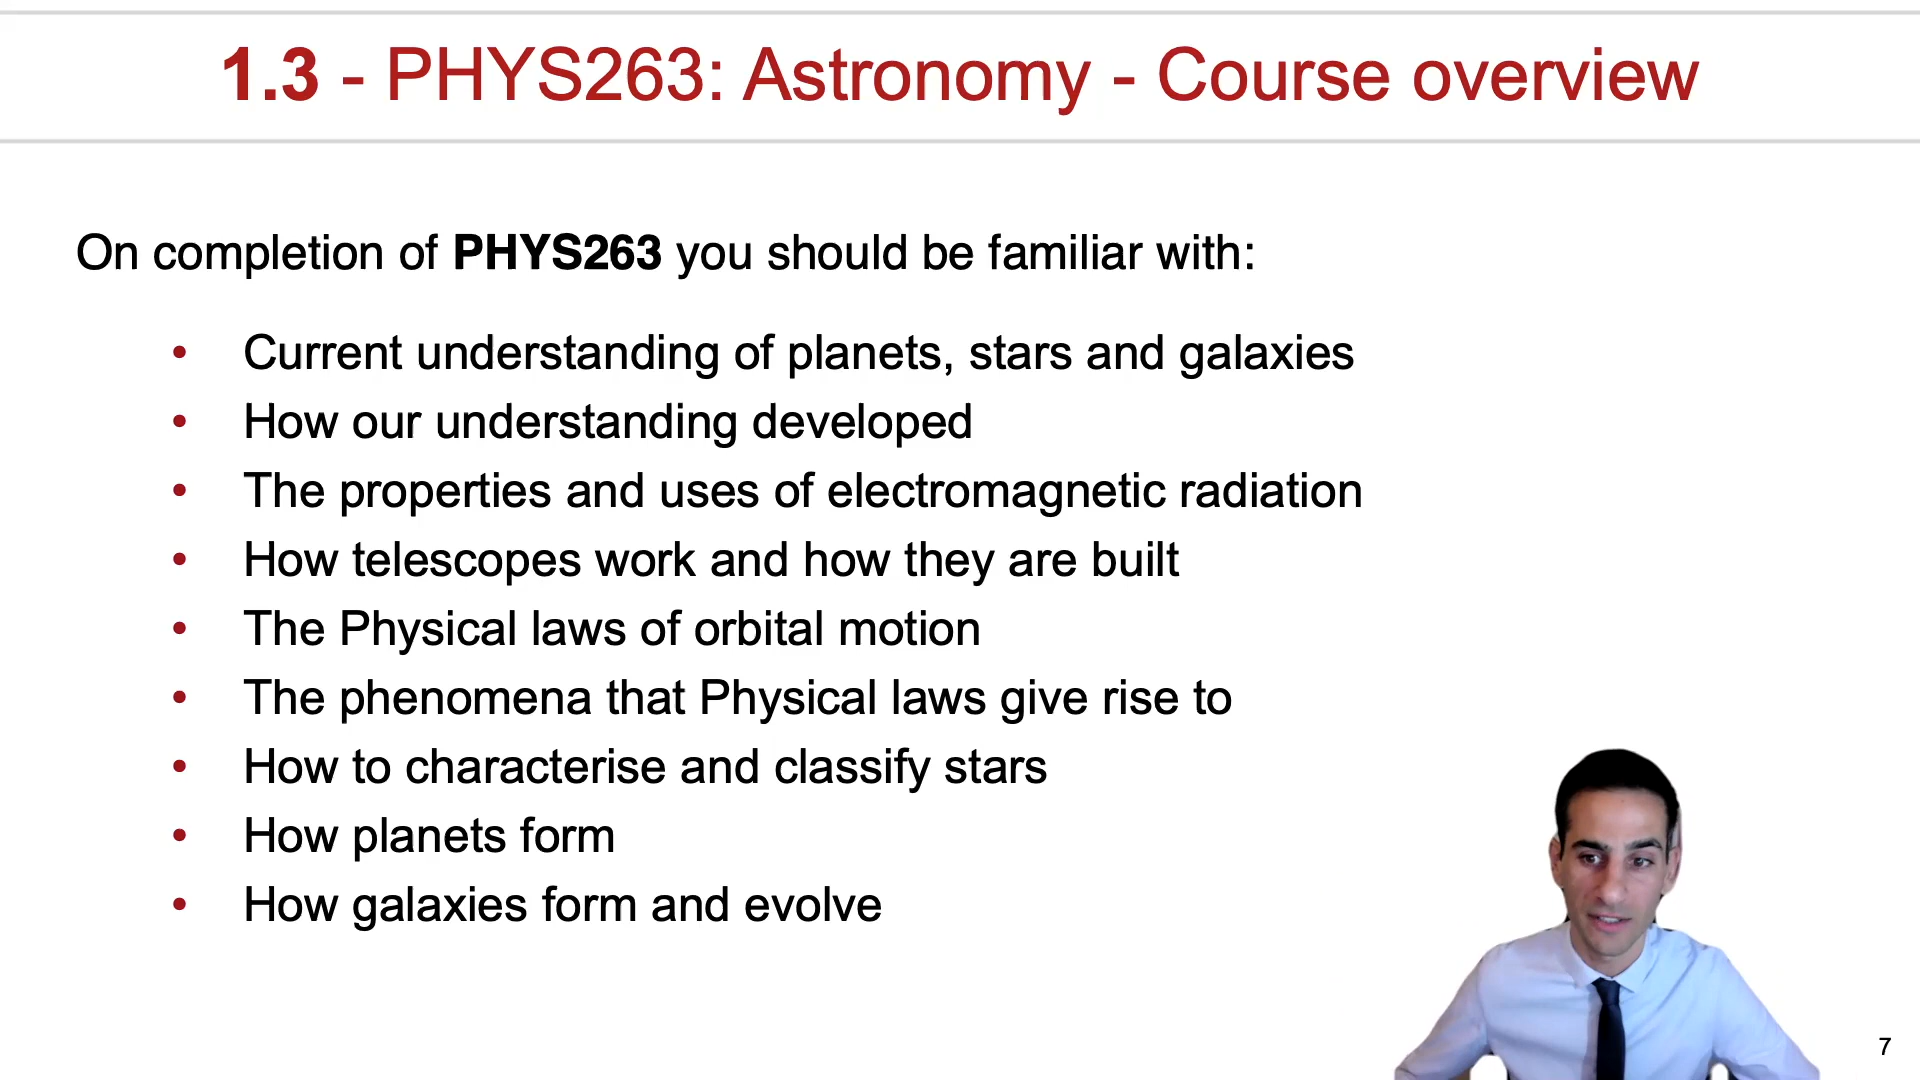 1.3 - PHYS263: Astronomy - Course overview
On completion of PHYS263 you should be familiar with:
• Current understanding of planets, stars and galaxies
• How our understanding developed
• The properties and uses of electromagnetic radiation
• How telescopes work and how they are built
• The Physical laws of orbital motion
• The phenomena that Physical laws give rise to
• How to characterise and classify stars
• How planets form
• How galaxies form and evolve
7